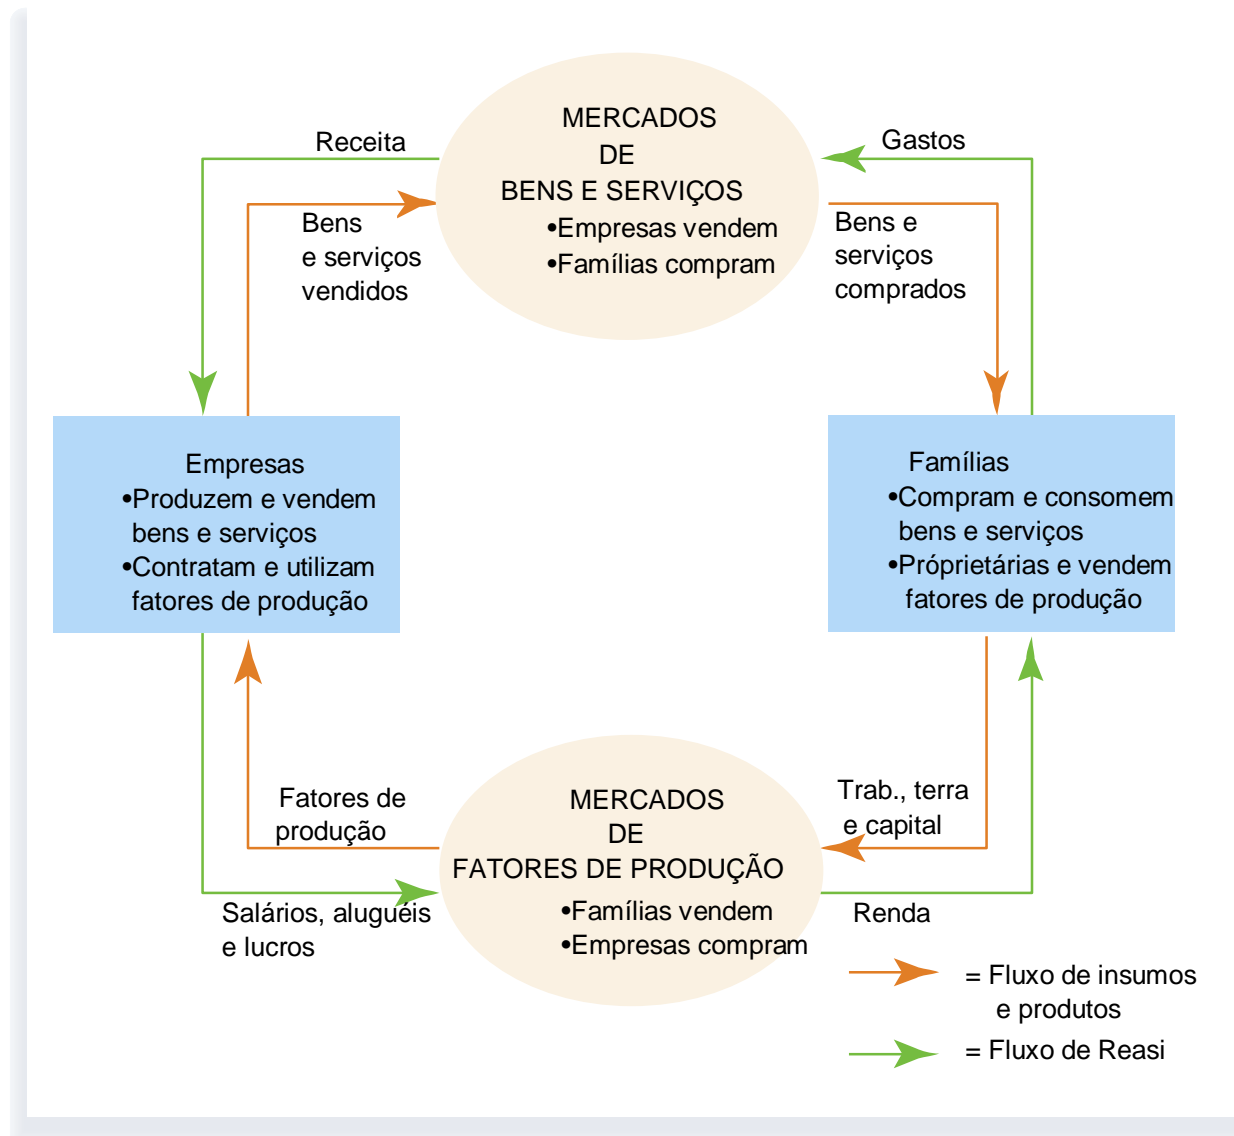 MERCADOS
DE
BENS E SERVIÇOS
•Empresas vendem
•Famílias compram
Receita
Gastos
Bens
e serviços
vendidos
Bens e
serviços
comprados
Empresas
•Produzem e vendem
bens e serviços
•Contratam e utilizam
fatores de produção
Famílias
•Compram e consomem
bens e serviços
•Próprietárias e vendem
fatores de produção
Fatores de
produção
Trab., terra
e capital
MERCADOS
DE
FATORES DE PRODUÇÃO
•Famílias vendem
•Empresas compram
Salários, aluguéis
e lucros
Renda
= Fluxo de insumos
e produtos
= Fluxo de Reasi